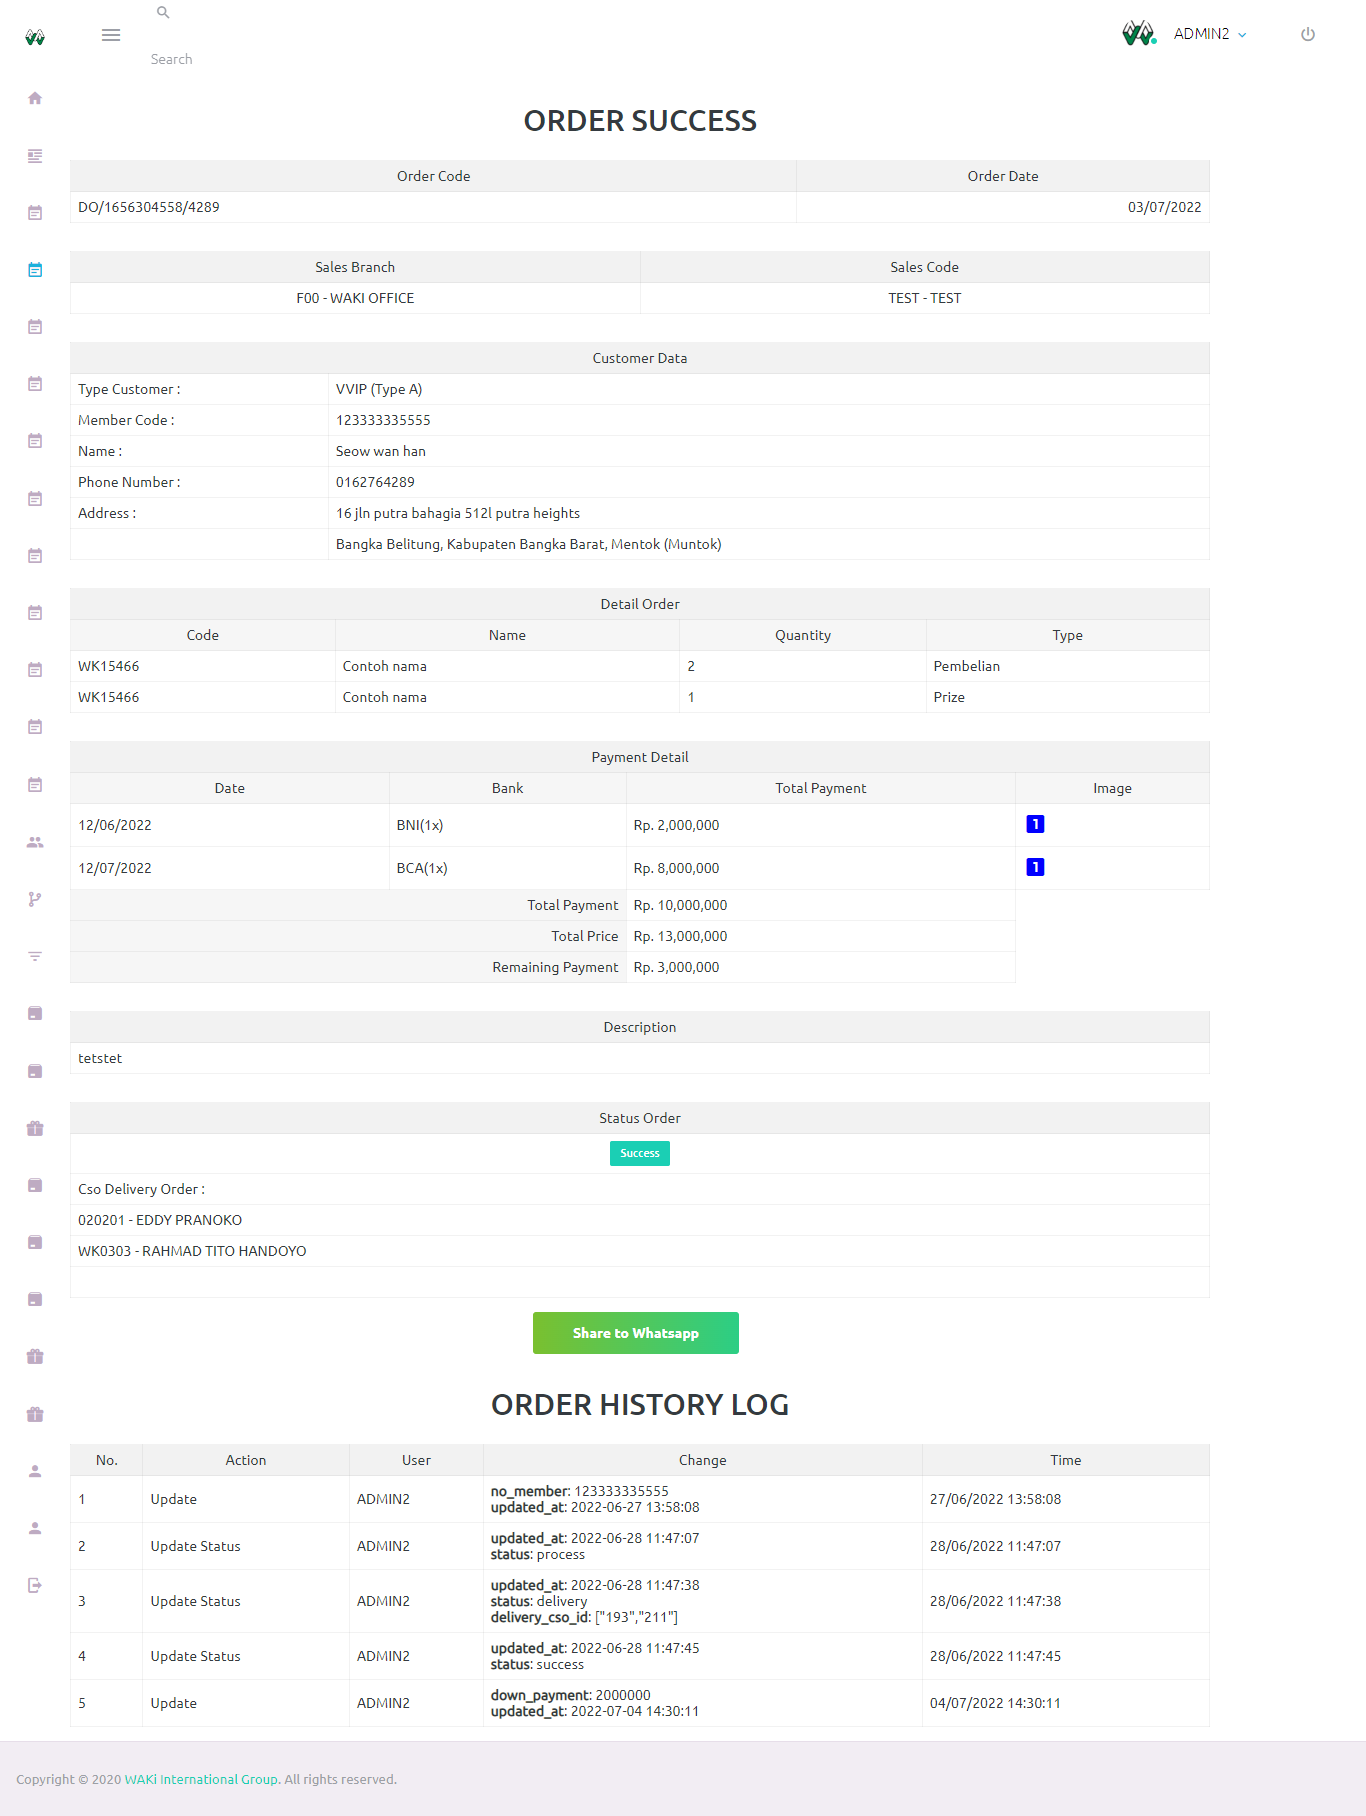 Search
ADMIN2
ORDER SUCCESS
Order Code Order Date
DO/1656304558/4289 03/07/2022
Sales Branch Sales Code
F00 - WAKI OFFICE TEST - TEST
Customer Data
Type Customer : VVIP (Type A)
Member Code : 123333335555
Name : Seow wan han
Phone Number : 0162764289
Address : 16 jln putra bahagia 512l putra heights
Bangka Belitung, Kabupaten Bangka Barat, Mentok (Muntok)
Detail Order
Code Name Quantity Type
WK15466 Contoh nama 2 Pembelian
WK15466 Contoh nama 1 Prize
Payment Detail
Date Bank Total Payment Image
12/06/2022 BNI(1x) Rp. 2,000,000 1
12/07/2022 BCA(1x) Rp. 8,000,000 1
Total Payment Rp. 10,000,000
Total Price Rp. 13,000,000
Remaining Payment Rp. 3,000,000
Description
tetstet
Status Order
Success
Cso Delivery Order :
020201 - EDDY PRANOKO
WK0303 - RAHMAD TITO HANDOYO
Share to Whatsapp
ORDER HISTORY LOG
No. Action User Change Time
1 Update ADMIN2 no_member: 123333335555 27/06/2022 13:58:08
updated_at: 2022-06-27 13:58:08
2 Update Status ADMIN2 updated_at: 2022-06-28 11:47:07 28/06/2022 11:47:07
status: process
3 Update Status ADMIN2 updated_at: 2022-06-28 11:47:38 28/06/2022 11:47:38
status: delivery
delivery_cso_id: ["193","211"]
4 Update Status ADMIN2 updated_at: 2022-06-28 11:47:45 28/06/2022 11:47:45
status: success
5 Update ADMIN2 down_payment: 2000000 04/07/2022 14:30:11
updated_at: 2022-07-04 14:30:11
Copyright © 2020 WAKi International Group. All rights reserved.